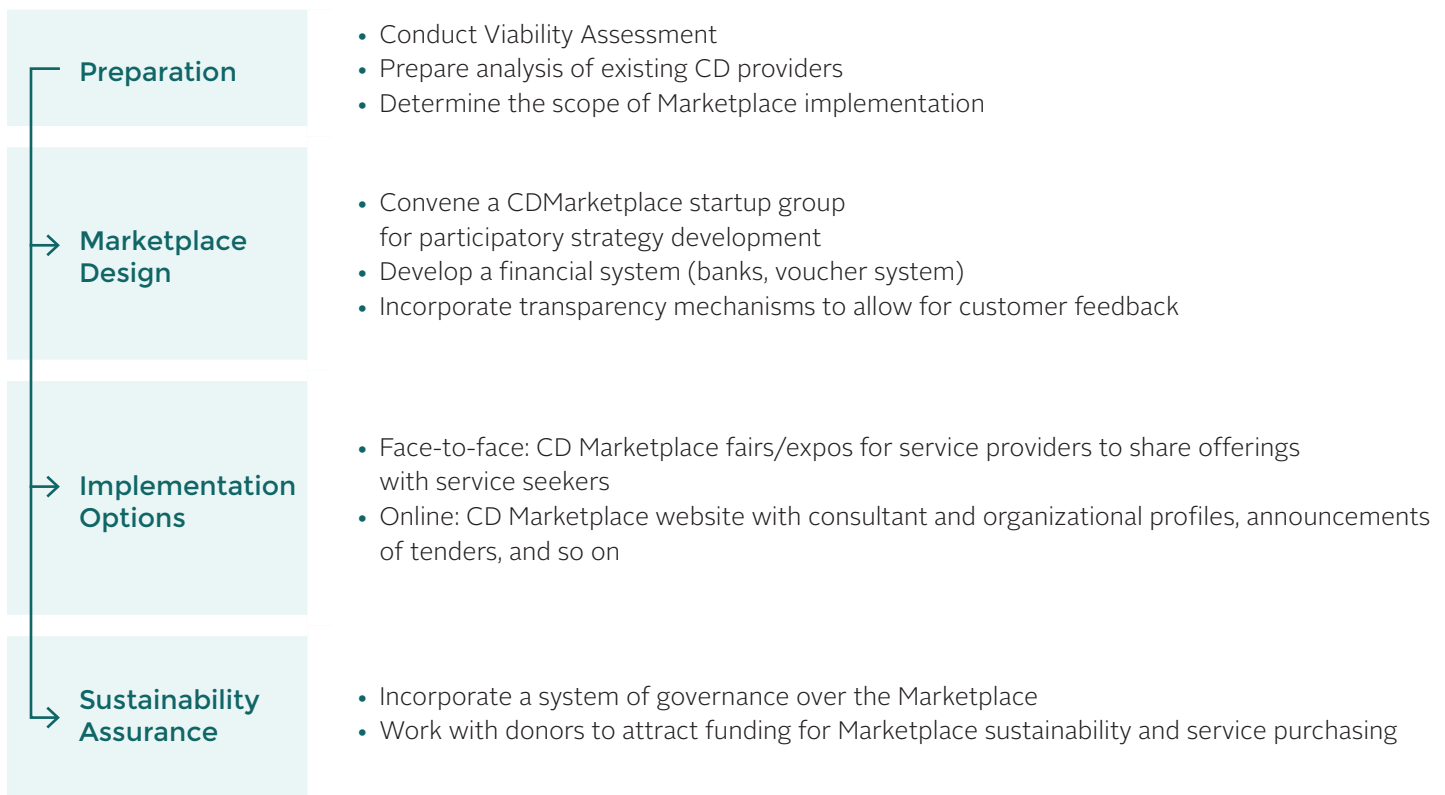 Preparation
• Conduct Viability Assessment
• Prepare analysis of existing CD providers
• Determine the scope of Marketplace implementation
Marketplace
Design
• Convene a CDMarketplace startup group
for participatory strategy development
• Develop a financial system (banks, voucher system)
• Incorporate transparency mechanisms to allow for customer feedback
Implementation
Options
• Face-to-face: CD Marketplace fairs/expos for service providers to share offerings
with service seekers
• Online: CD Marketplace website with consultant and organizational profiles, announcements
of tenders, and so on
Sustainability
Assurance
• Incorporate a system of governance over the Marketplace
• Work with donors to attract funding for Marketplace sustainability and service purchasing